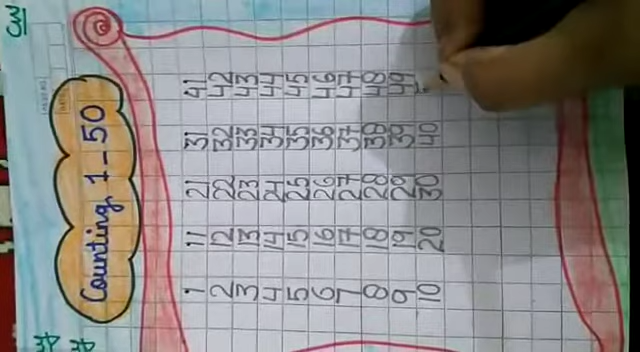 CW
Counting 1-50
1 11 21 31 41
2 12 22 32 42
3 13 23 33 43
4 14 24 34 44
5 15 25 35 45
6 16 26 36 46
7 17 27 37 47
8 18 28 38 48
9 19 29 39 49
10 20 30 40